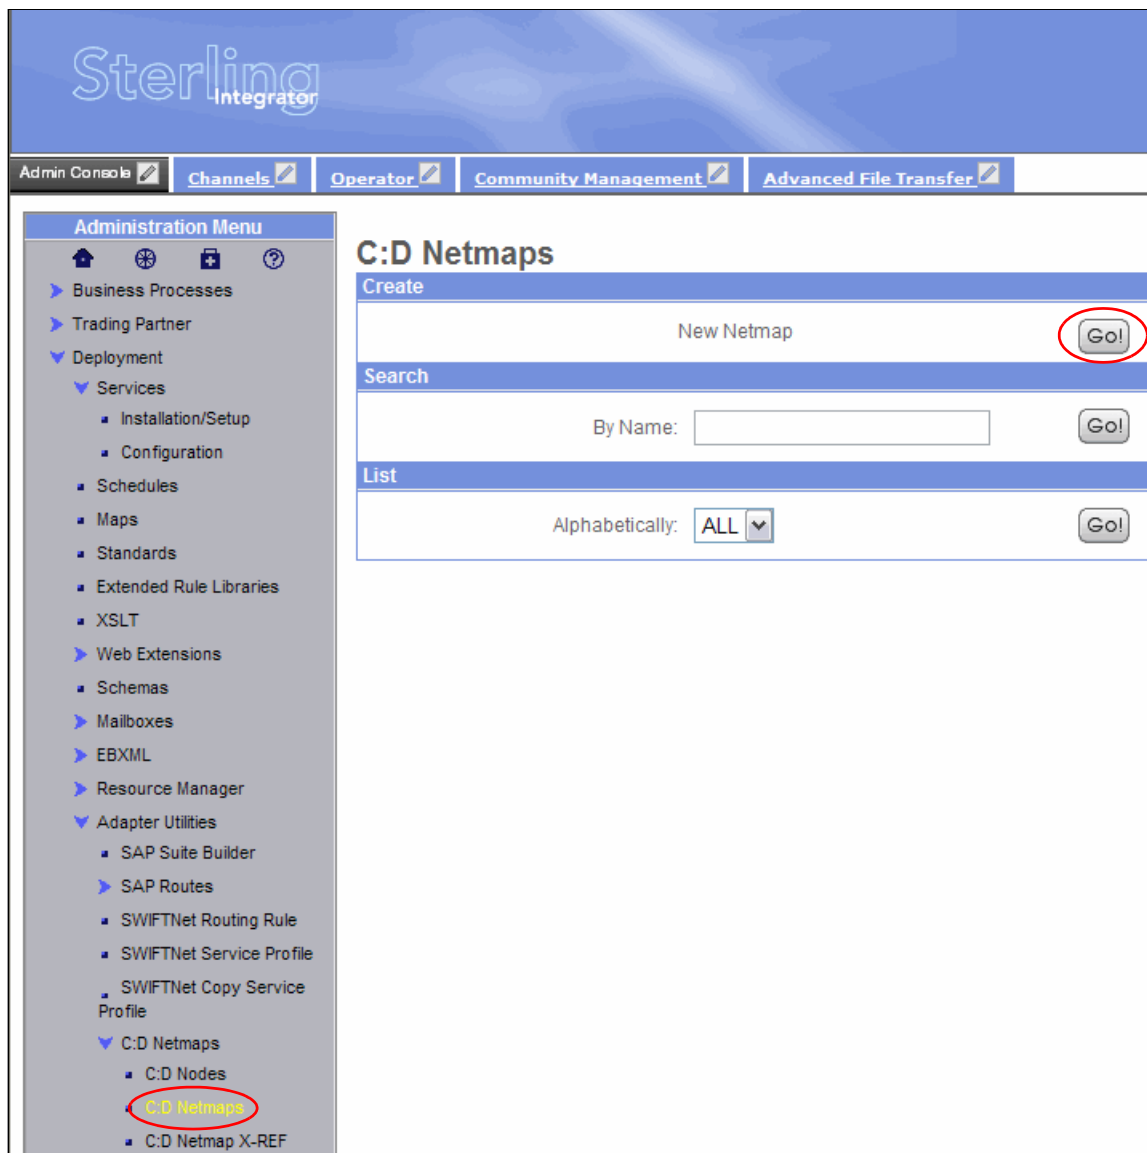 Sterling
Integrator
Admin Console
Channels
Operator
Community Management
Advanced File Transfer
Administration Menu
Business Processes
Trading Partner
Deployment
Services
Installation/Setup
Configuration
Schedules
Maps
Standards
Extended Rule Libraries
XSLT
Web Extensions
Schemas
Mailboxes
EBXML
Resource Manager
Adapter Utilities
SAP Suite Builder
SAP Routes
SWIFTNet Routing Rule
SWIFTNet Service Profile
SWIFTNet Copy Service
Profile
C:D Netmaps
C:D Nodes
C:D Netmaps
C:D Netmap X-REF
C:D Netmaps
Create
New Netmap Go!
Search
By Name: Go!
List
Alphabetically: ALL Go!